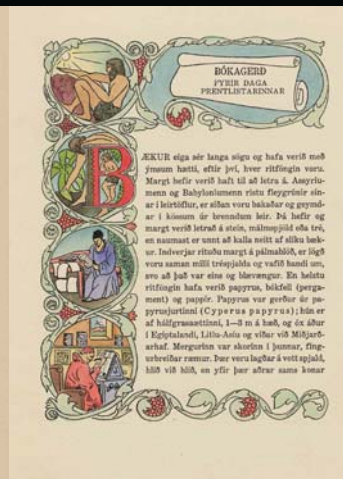 BÓKAGERÐ
FYRIR DAGA
PRENTLISTARINNAR
BÆKUR eiga sér langa sögu og hafa verið með
ýmsum hætti, eftir því, hver ritföngin voru.
Margt hefir verið haft til að letra á. Assyríu-
menn og Babyloníumenn ristu fleygrúnir sín-
ar í leirtöflur, er síðan voru bakaðar og geymd-
ar í kössum úr brenndum leir. Þá hefir og
margt verið letrað á stein, málmspjöld eða tré,
en naumast er unnt að kalla neitt af slíku bæk-
ur. Indverjar rituðu margt á pálmablöð, er lögð
voru saman milli tréspjalda og vafið bandi um,
svo að það var eins og blævængur. En helztu
ritföngin hafa verið papyrus, bókfell (perga-
ment) og pappír. Papyrus var gerður úr pa-
pyrusjurtinni (Cyperus papyrus); hún er
af hálfgrasaættinni, 1—3 m á hæð, og óx áður
í Egiptalandi, Litlu-Asíu og víðar við Miðjarð-
arhaf. Mergurinn var skorinn í þunnar, fing-
urbreiðar ræmur. Þær voru lagðar á vott spjald,
hlið við hlið, en yfir þær aðrar sams konar